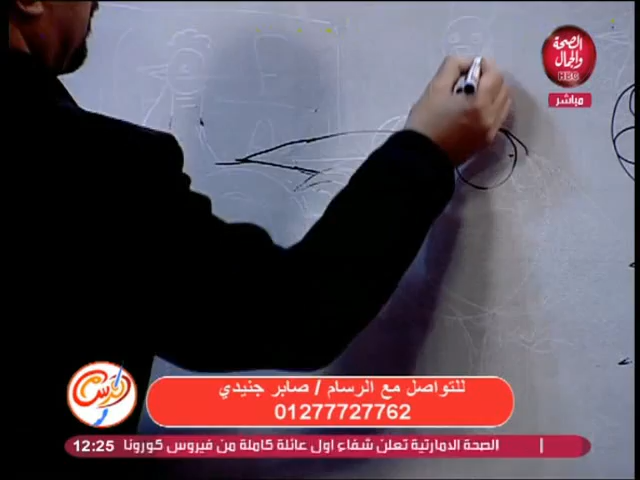 الصحة
والجمال
HBC
مباشر
للتواصل مع الرسام / صابر جنيدي
01277727762
12:25 الصحة الاماراتية تعلن شفاء اول عائلة كاملة من فيروس كورونا